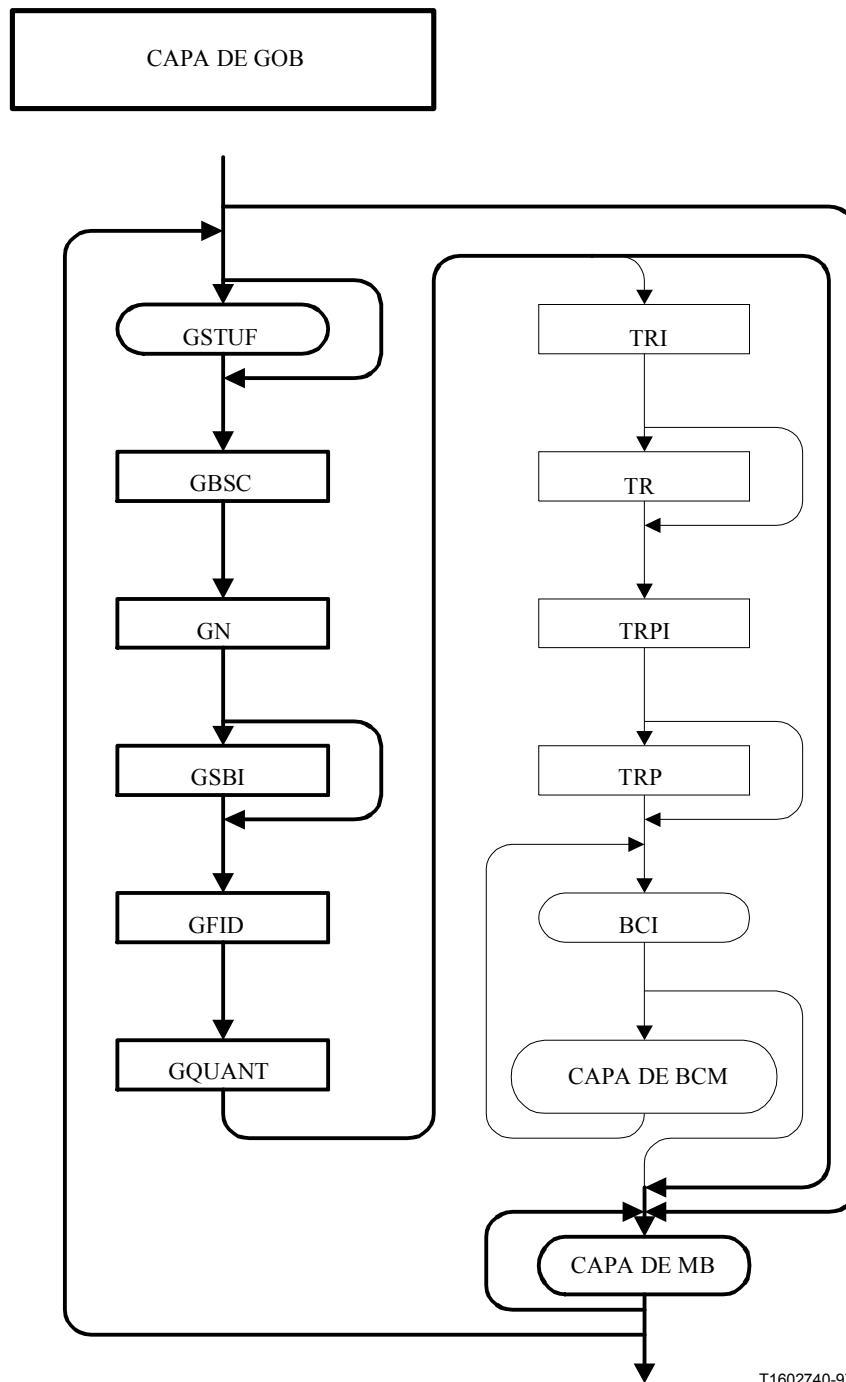 CAPA DE GOB
GSTUF
GBSC
GN
GSBI
GFID
GQUANT
TRI
TR
TRPI
TRP
BCI
CAPA DE BCM
CAPA DE MB